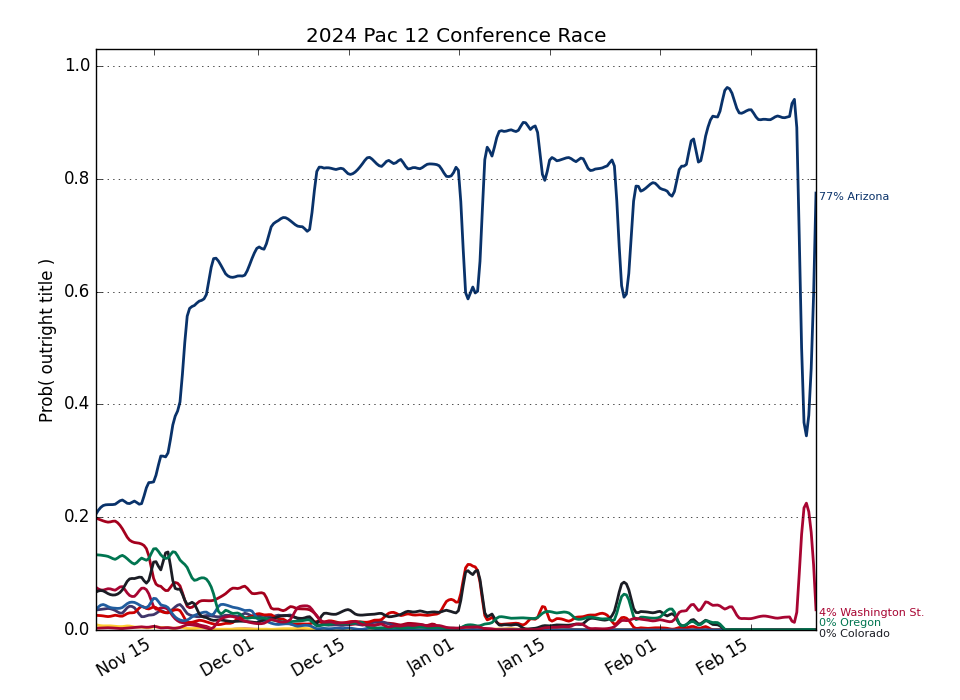 2024 Pac 12 Conference Race
Prob( outright title )
1.0
0.8
0.6
0.4
0.2
0.0
77% Arizona
4% Washington St.
0% Oregon
0% Colorado
Nov 15
Dec 01
Dec 15
Jan 01
Jan 15
Feb 01
Feb 15